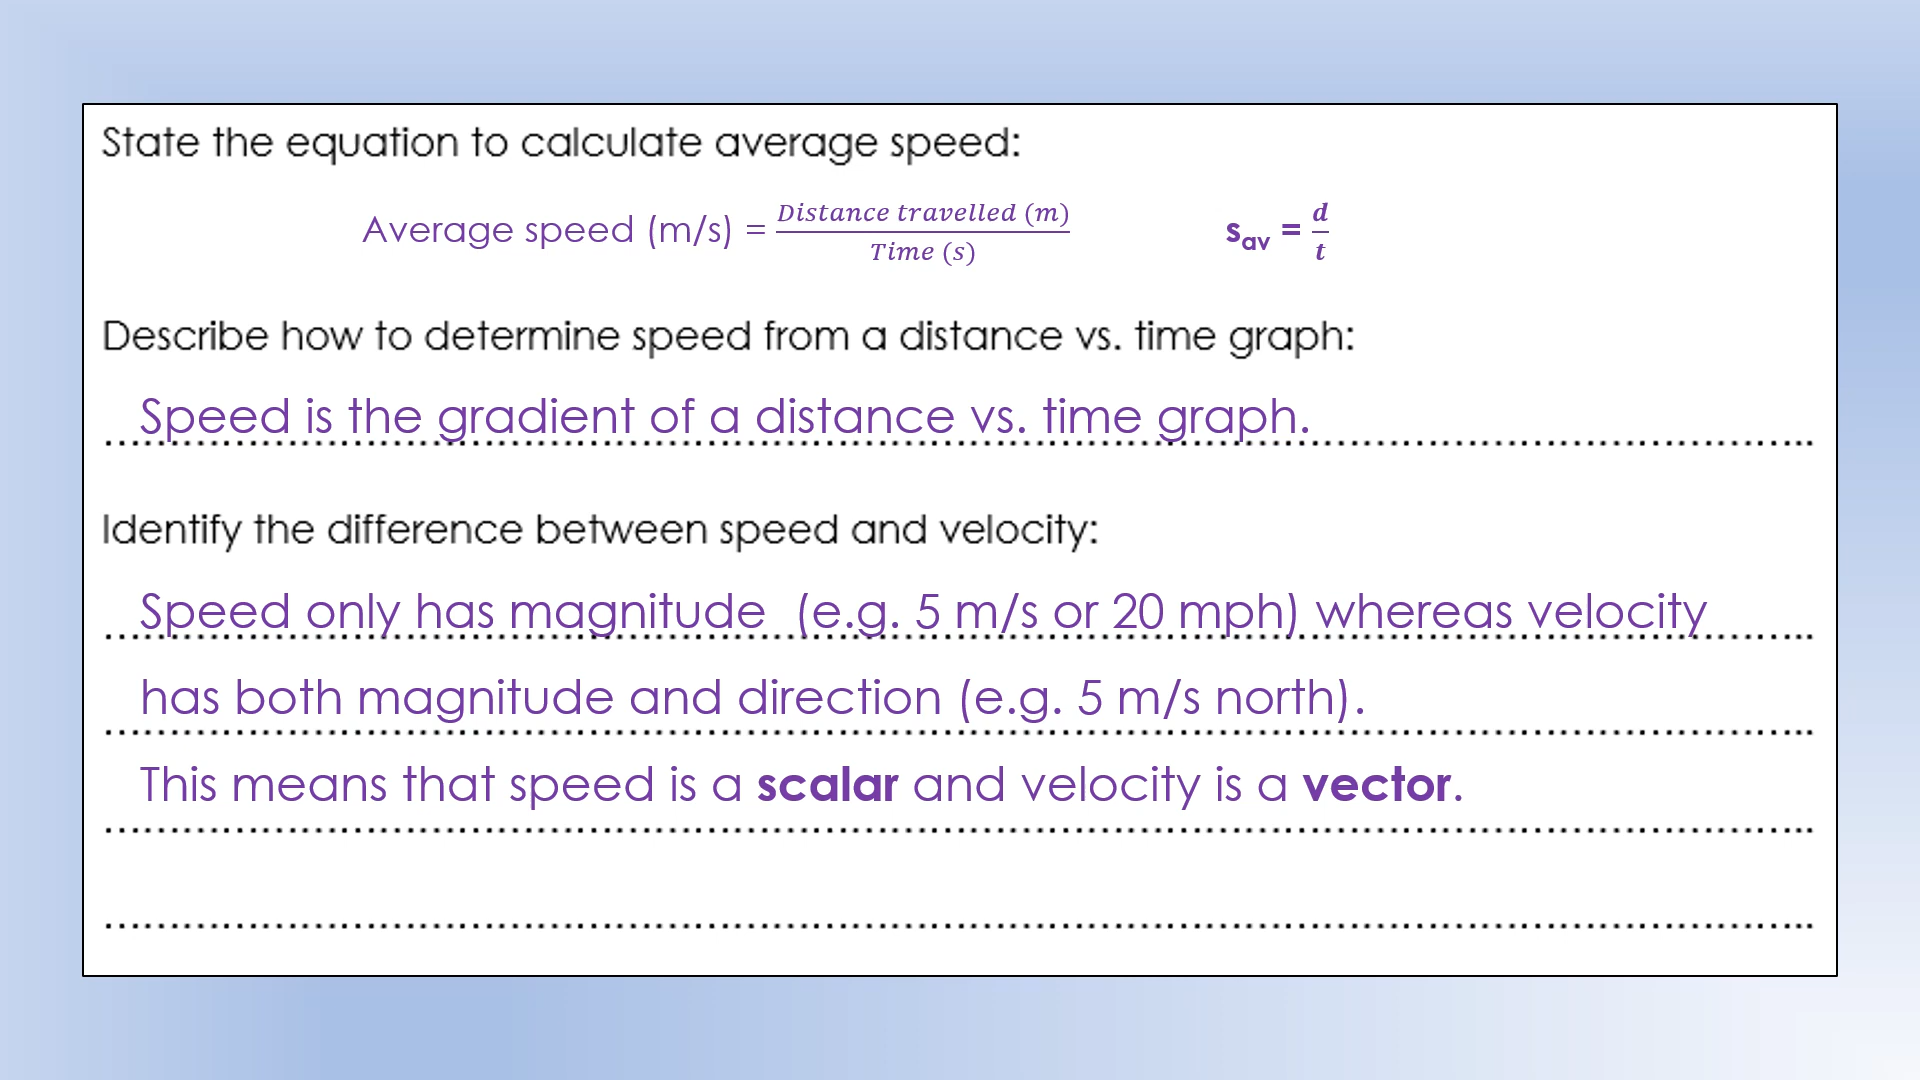 State the equation to calculate average speed:
Average speed (m/s) = Distance travelled (m) / Time (s)    s_av = d / t
Describe how to determine speed from a distance vs. time graph:
Speed is the gradient of a distance vs. time graph.
Identify the difference between speed and velocity:
Speed only has magnitude  (e.g. 5 m/s or 20 mph) whereas velocity
has both magnitude and direction (e.g. 5 m/s north).
This means that speed is a scalar and velocity is a vector.